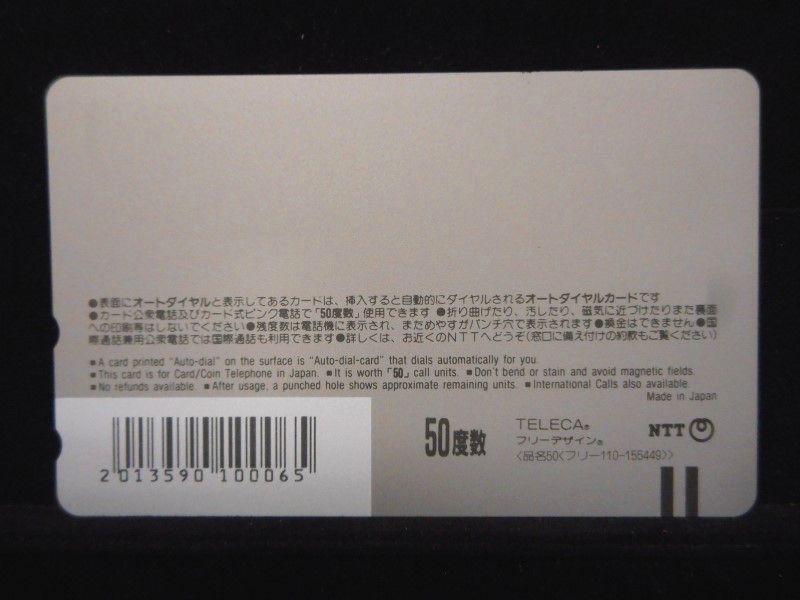 ●表面にオートダイヤルと表示してあるカードは、挿入すると自動的にダイヤルされるオートダイヤルカードです
●カード公衆電話及びカード式ピンク電話で「50度数」使用できます ●折り曲げたり、汚したり、磁気に近づけたりまた裏面
への印刷等はしないでください ●残度数は電話機に表示され、まためやすがパンチ穴で表示されます ●換金はできません ●国
際通話兼用公衆電話では国際通話も利用できます ●詳しくは、お近くのNTTへどうぞ(窓口に備え付けの約款もご覧ください)
■ A card printed "Auto-dial" on the surface is "Auto-dial-card" that dials automatically for you.
■ This card is for Card/Coin Telephone in Japan. ■ It is worth「50」call units. ■ Don't bend or stain and avoid magnetic fields.
■ No refunds available. ■ After usage, a punched hole shows approximate remaining units. ■ International Calls also available.
Made in Japan
2 013590 100065
50度数
TELECA®
フリーデザイン®
〈品名50〈フリー110-155449〉〉
NTT